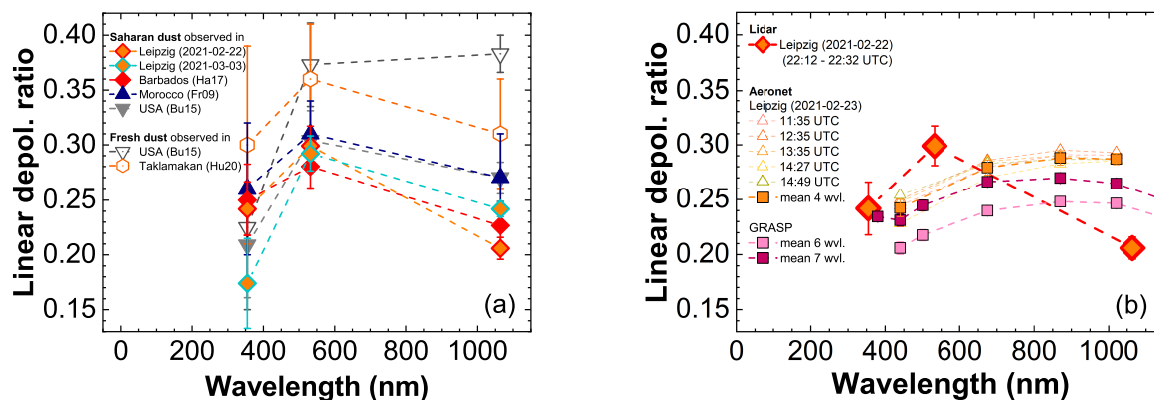 Linear depol. ratio
0.40
0.35
0.30
0.25
0.20
0.15
Saharan dust observed in
Leipzig (2021-02-22)
Leipzig (2021-03-03)
Barbados (Ha17)
Morocco (Fr09)
USA (Bu15)
Fresh dust observed in
USA (Bu15)
Taklamakan (Hu20)
(a)
0 200 400 600 800 1000
Wavelength (nm)
Linear depol. ratio
0.40
0.35
0.30
0.25
0.20
0.15
Lidar
Leipzig (2021-02-22)
(22:12 - 22:32 UTC)
Aeronet
Leipzig (2021-02-23)
11:35 UTC
12:35 UTC
13:35 UTC
14:27 UTC
14:49 UTC
mean 4 wvl.
GRASP
mean 6 wvl.
mean 7 wvl.
(b)
0 200 400 600 800 1000
Wavelength (nm)